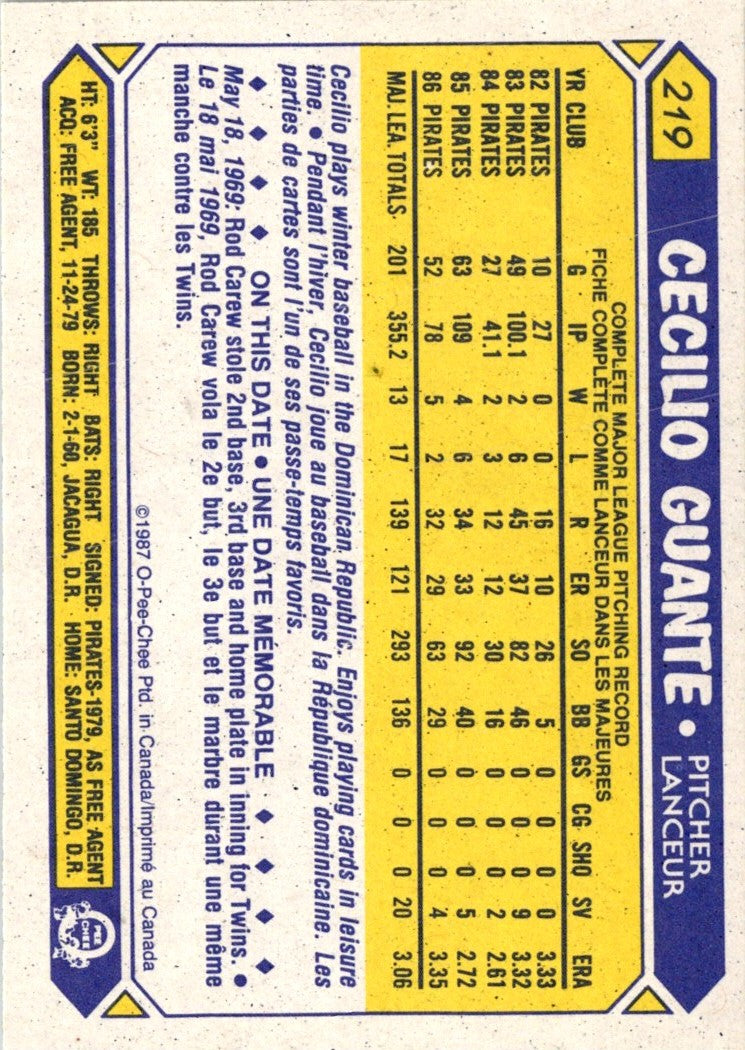 219 CECILIO GUANTE • PITCHER
LANCEUR
COMPLETE MAJOR LEAGUE PITCHING RECORD
FICHE COMPLÈTE COMME LANCEUR DANS LES MAJEURES
YR CLUB G IP W L R ER SO BB GS CG SHO SV ERA
82 PIRATES 10 27 0 0 16 10 26 5 0 0 0 0 3.33
83 PIRATES 49 100.1 2 6 45 37 82 46 0 0 0 9 3.32
84 PIRATES 27 41.1 2 3 12 12 30 16 0 0 0 2 2.61
85 PIRATES 63 109 4 6 34 33 92 40 0 0 0 5 2.72
86 PIRATES 52 78 5 2 32 29 63 29 0 0 0 4 3.35
MAJ. LEA. TOTALS 201 355.2 13 17 139 121 293 136 0 0 0 20 3.06
Cecilio plays winter baseball in the Dominican Republic. Enjoys playing cards in leisure
time. • Pendant l'hiver, Cecilio joue au baseball dans la République dominicaine. Les
parties de cartes sont l'un de ses passe-temps favoris.
◆ ◆ ◆ ◆ ◆ ON THIS DATE • UNE DATE MÉMORABLE ◆ ◆ ◆ ◆ ◆
May 18, 1969: Rod Carew stole 2nd base, 3rd base and home plate in inning for Twins. •
Le 18 mai 1969, Rod Carew vola le 2e but, le 3e but et le marbre durant une même
manche contre les Twins.
©1987 O-Pee-Chee Ptd. in Canada/Imprimé au Canada
HT: 6'3" WT: 185 THROWS: RIGHT BATS: RIGHT SIGNED: PIRATES-1979, AS FREE AGENT
ACQ: FREE AGENT, 11-24-79 BORN: 2-1-60, JACAGUA, D.R. HOME: SANTO DOMINGO, D.R.
O
PEE
CHEE